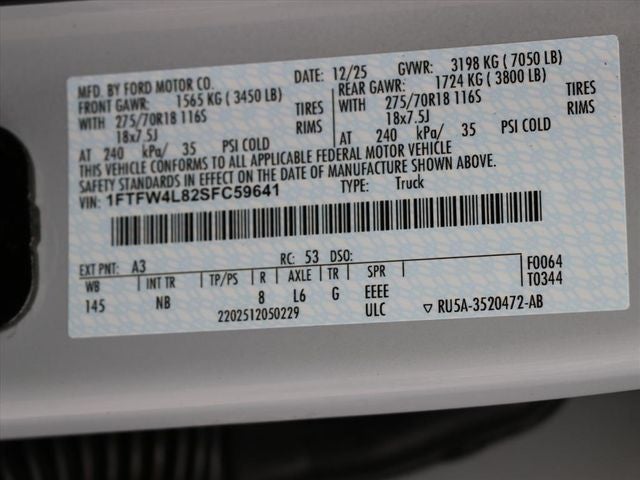 MFD. BY FORD MOTOR CO. DATE: 12/25 GVWR: 3198 KG ( 7050 LB)
FRONT GAWR: 1565 KG ( 3450 LB) REAR GAWR: 1724 KG ( 3800 LB)
WITH 275/70R18 116S TIRES WITH 275/70R18 116S TIRES
18x7.5J RIMS 18x7.5J RIMS
AT 240 kPa/ 35 PSI COLD AT 240 kPa/ 35 PSI COLD
THIS VEHICLE CONFORMS TO ALL APPLICABLE FEDERAL MOTOR VEHICLE
SAFETY STANDARDS IN EFFECT ON THE DATE OF MANUFACTURE SHOWN ABOVE.
VIN: 1FTFW4L82SFC59641 TYPE: Truck
EXT PNT: A3 RC: 53 DSO: F0064
WB INT TR TP/PS R AXLE TR SPR T0344
145 NB 8 L6 G EEEE
2202512050229 ULC ▽ RU5A-3520472-AB